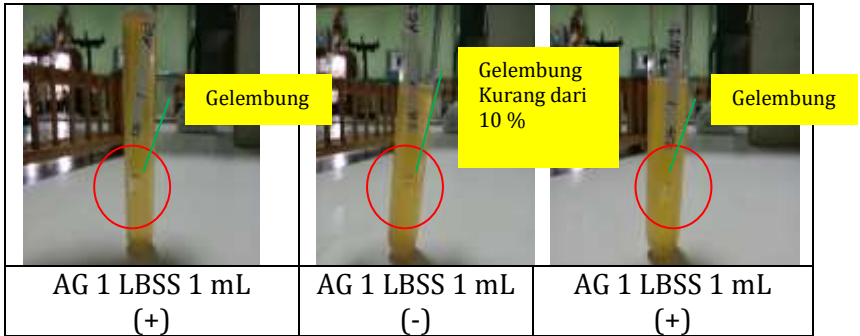 Gelembung
Gelembung
Kurang dari
10 %
Gelembung
AG 1 LBSS 1 mL
(+)
AG 1 LBSS 1 mL
(-)
AG 1 LBSS 1 mL
(+)